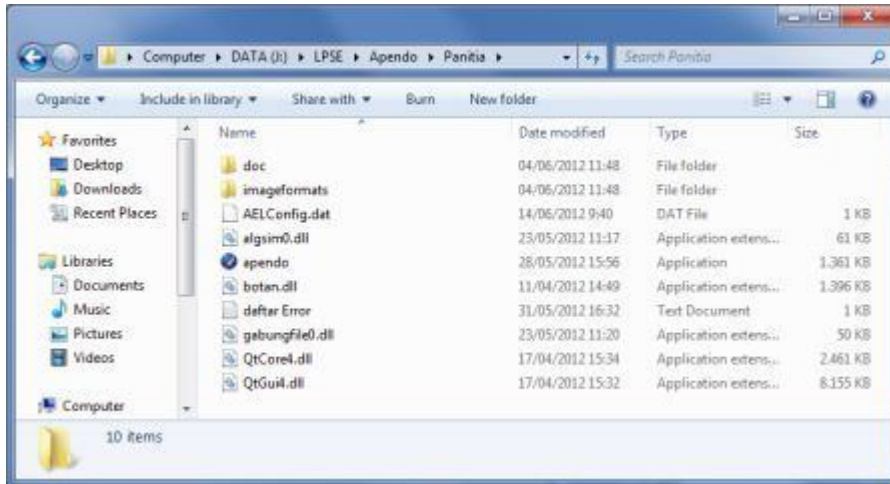 Computer DATA (J:) LPSE Apendo Panitia Search Panitia
Organize Include in library Share with Burn New folder
Favorites
Desktop
Downloads
Recent Places
Libraries
Documents
Music
Pictures
Videos
Computer
Name Date modified Type Size
doc 04/06/2012 11:48 File folder
imageformats 04/06/2012 11:48 File folder
AELConfig.dat 14/06/2012 9:40 DAT File 1 KB
algsim0.dll 23/05/2012 11:17 Application extens... 61 KB
apendo 28/05/2012 15:56 Application 1.361 KB
botan.dll 11/04/2012 14:49 Application extens... 1.396 KB
daftar Error 31/05/2012 16:32 Text Document 1 KB
gabungfile0.dll 23/05/2012 11:20 Application extens... 50 KB
QtCore4.dll 17/04/2012 15:34 Application extens... 2.461 KB
QtGui4.dll 17/04/2012 15:32 Application extens... 8.155 KB
10 items